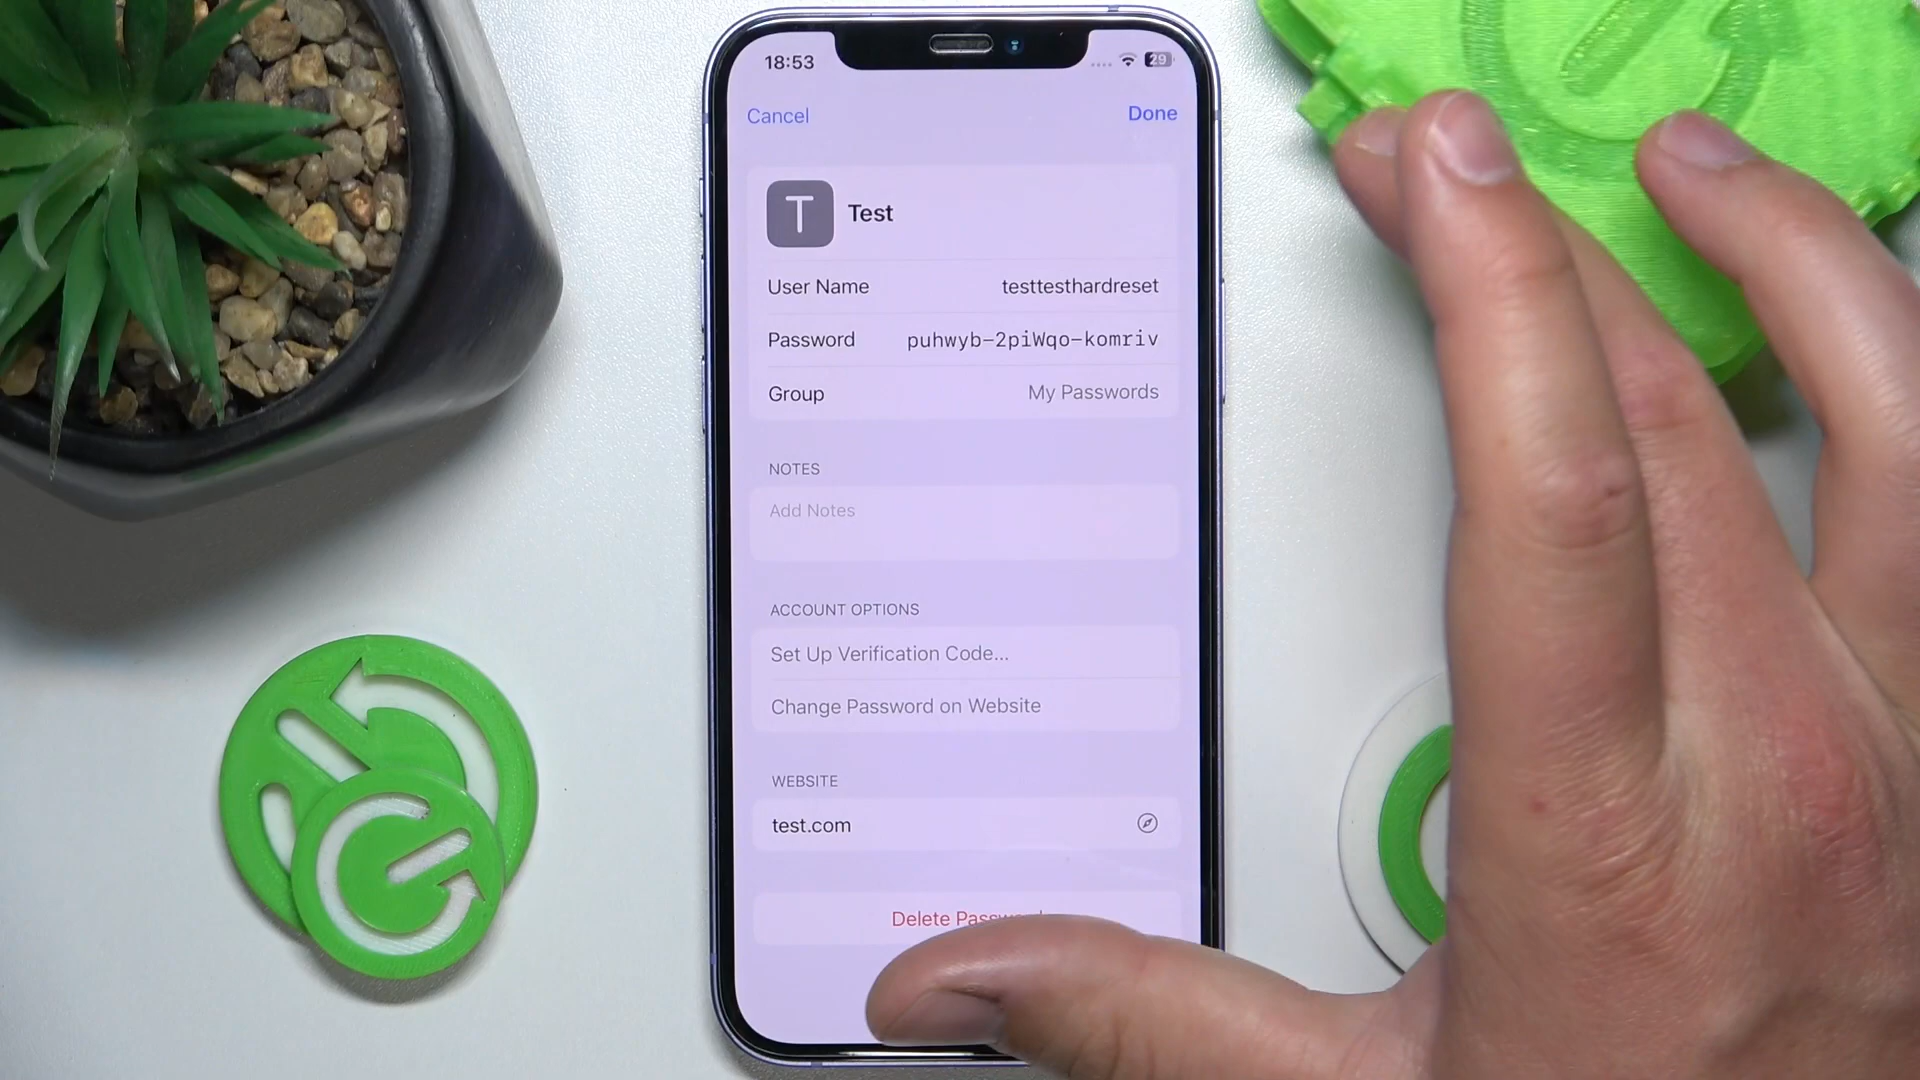 18:53
29
Cancel
Done
T
Test
User Name
testtesthardreset
Password
puhwyb-2piWqo-komriv
Group
My Passwords
NOTES
Add Notes
ACCOUNT OPTIONS
Set Up Verification Code...
Change Password on Website
WEBSITE
test.com
Delete